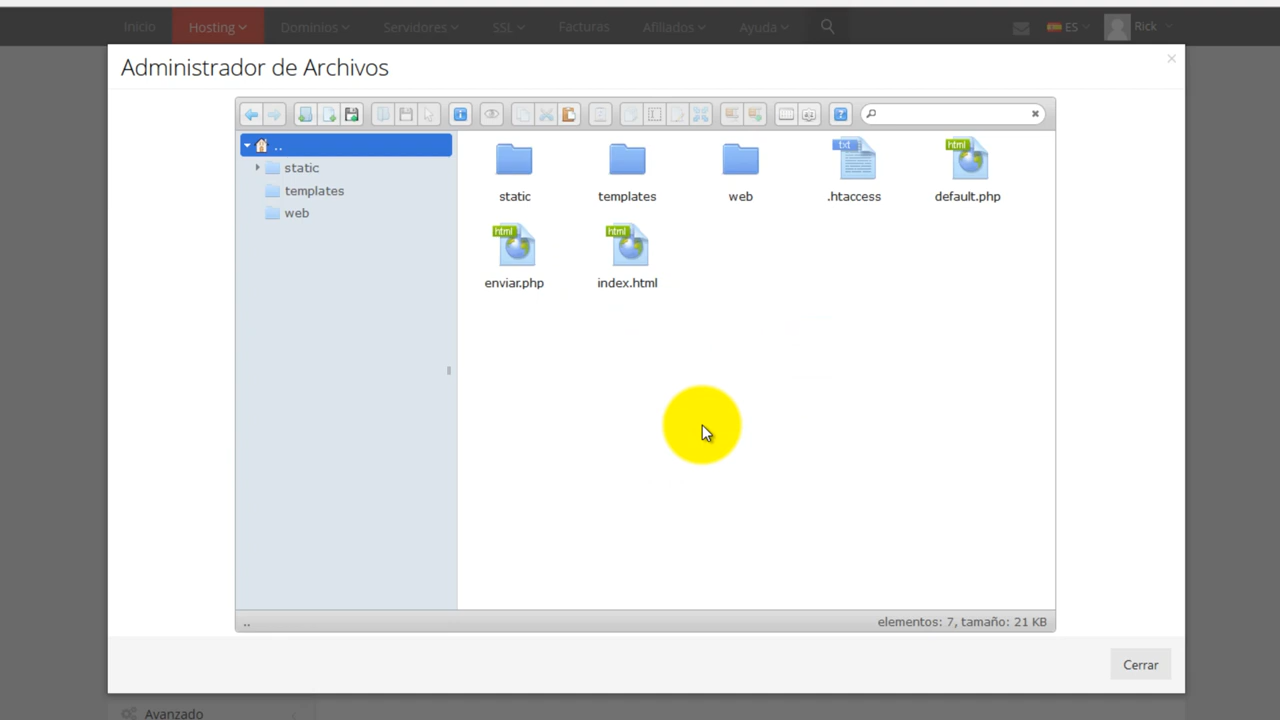 Inicio Hosting Dominios Servidores SSL Facturas Afiliados Ayuda ES Rick
Administrador de Archivos
..
static
templates
web
static templates web .htaccess default.php
enviar.php index.html
txt
html
html
html
.. elementos: 7, tamaño: 21 KB
Cerrar
Avanzado